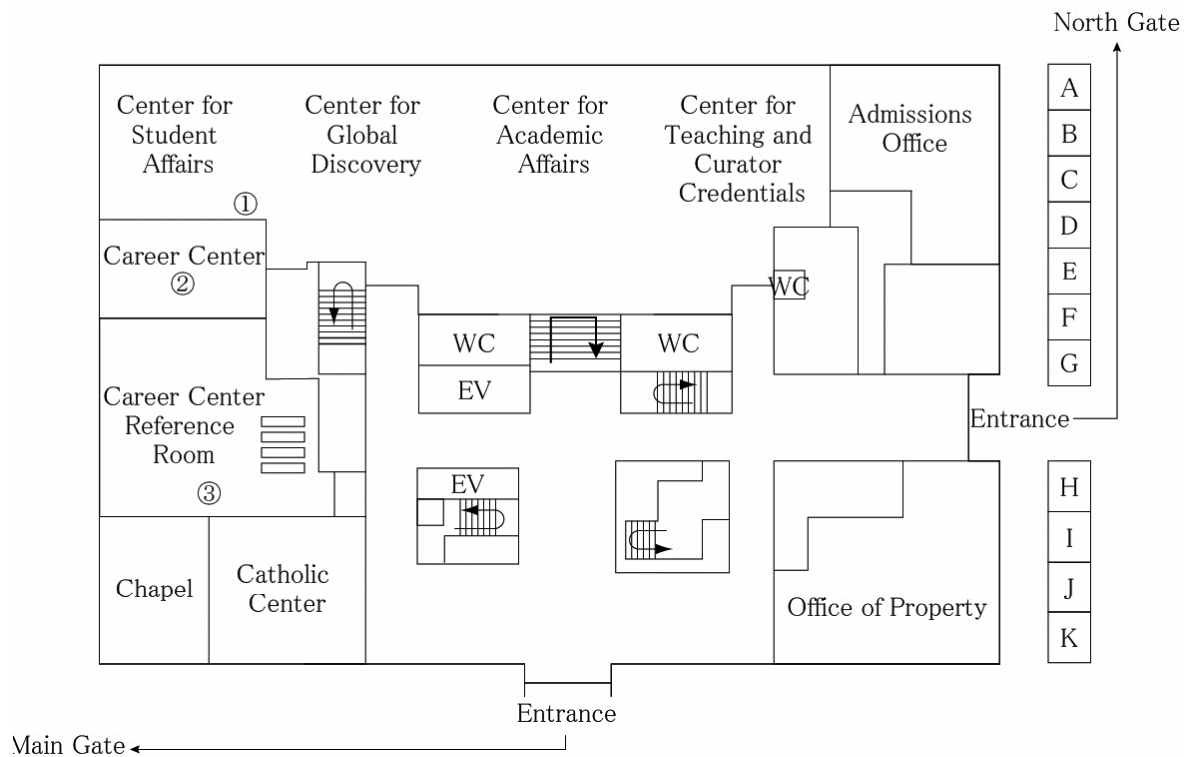 North Gate
Center for
Student
Affairs
①
Center for
Global
Discovery
Center for
Academic
Affairs
Center for
Teaching and
Curator
Credentials
Admissions
Office
A
B
C
D
E
F
G
Career Center
②
WC
WC
WC
EV
Career Center
Reference
Room
③
Entrance
EV
H
I
J
K
Chapel
Catholic
Center
Office of Property
Entrance
Main Gate